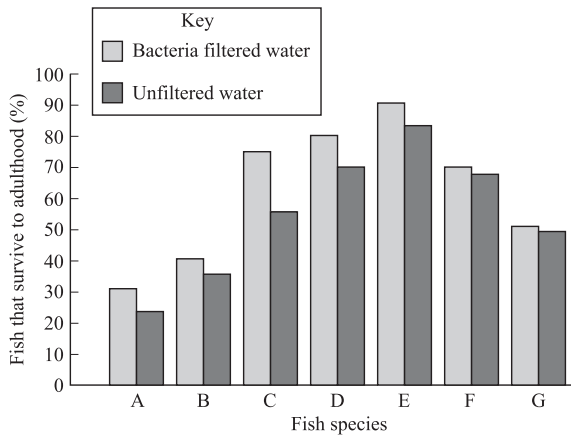 Key
Bacteria filtered water
Unfiltered water
Fish that survive to adulthood (%)
100
90
80
70
60
50
40
30
20
10
0
A B C D E F G
Fish species